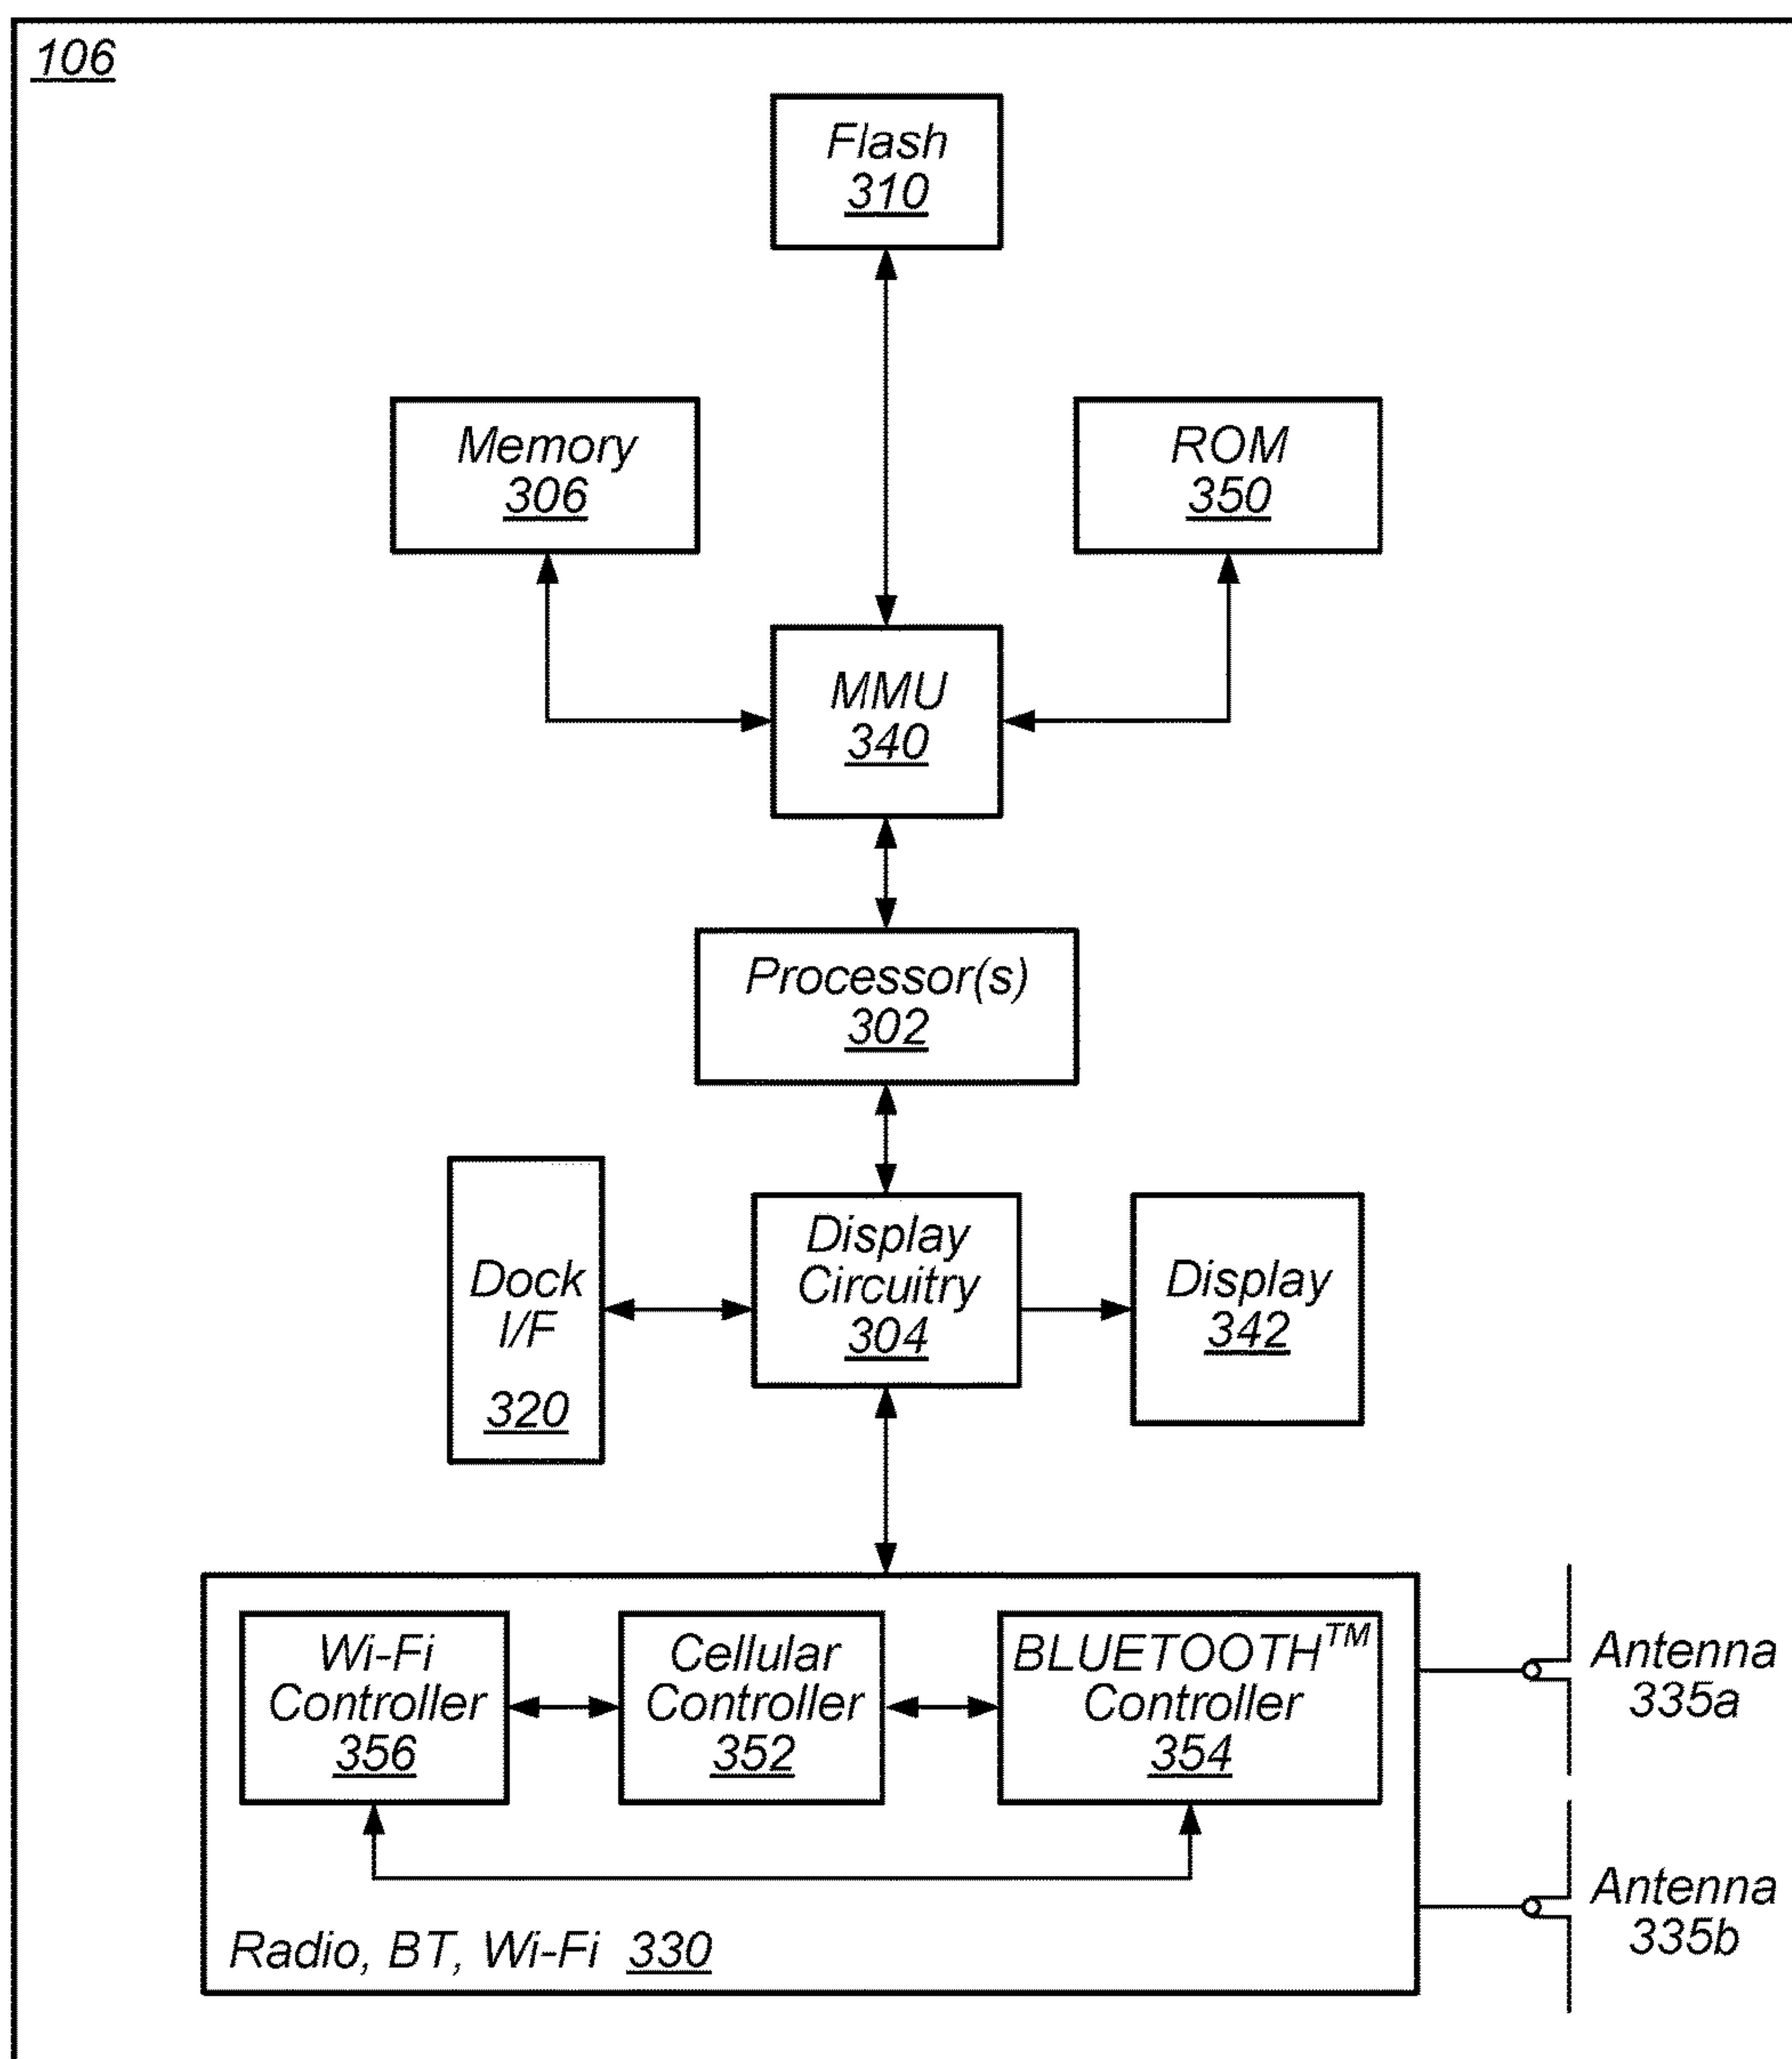 106
Flash
310
Memory
306
ROM
350
MMU
340
Processor(s)
302
Dock
I/F
320
Display
Circuitry
304
Display
342
Wi-Fi
Controller
356
Cellular
Controller
352
BLUETOOTH™
Controller
354
Antenna
335a
Antenna
335b
Radio, BT, Wi-Fi 330